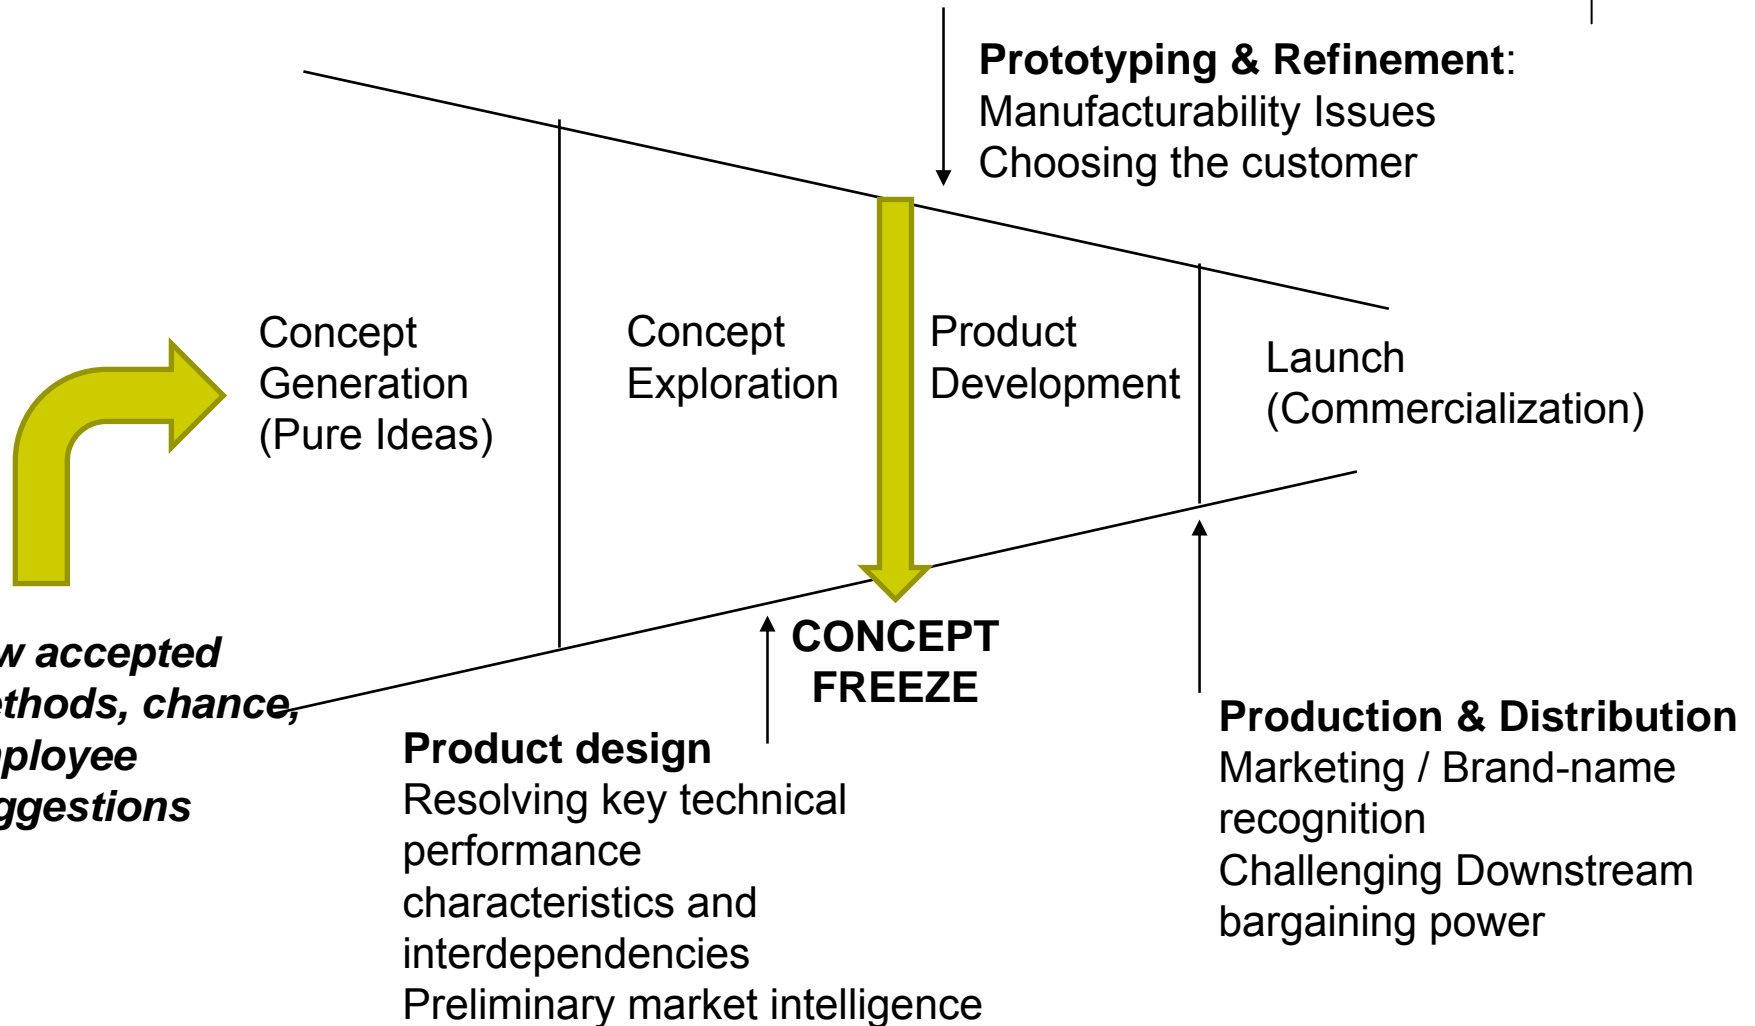 Prototyping & Refinement:
Manufacturability Issues
Choosing the customer
Concept
Generation
(Pure Ideas)
Concept
Exploration
Product
Development
Launch
(Commercialization)
CONCEPT
FREEZE
accepted
chance,
Product design
Resolving key technical
performance
characteristics and
interdependencies
Preliminary market intelligence
Production & Distribution
Marketing / Brand-name
recognition
Challenging Downstream
bargaining power